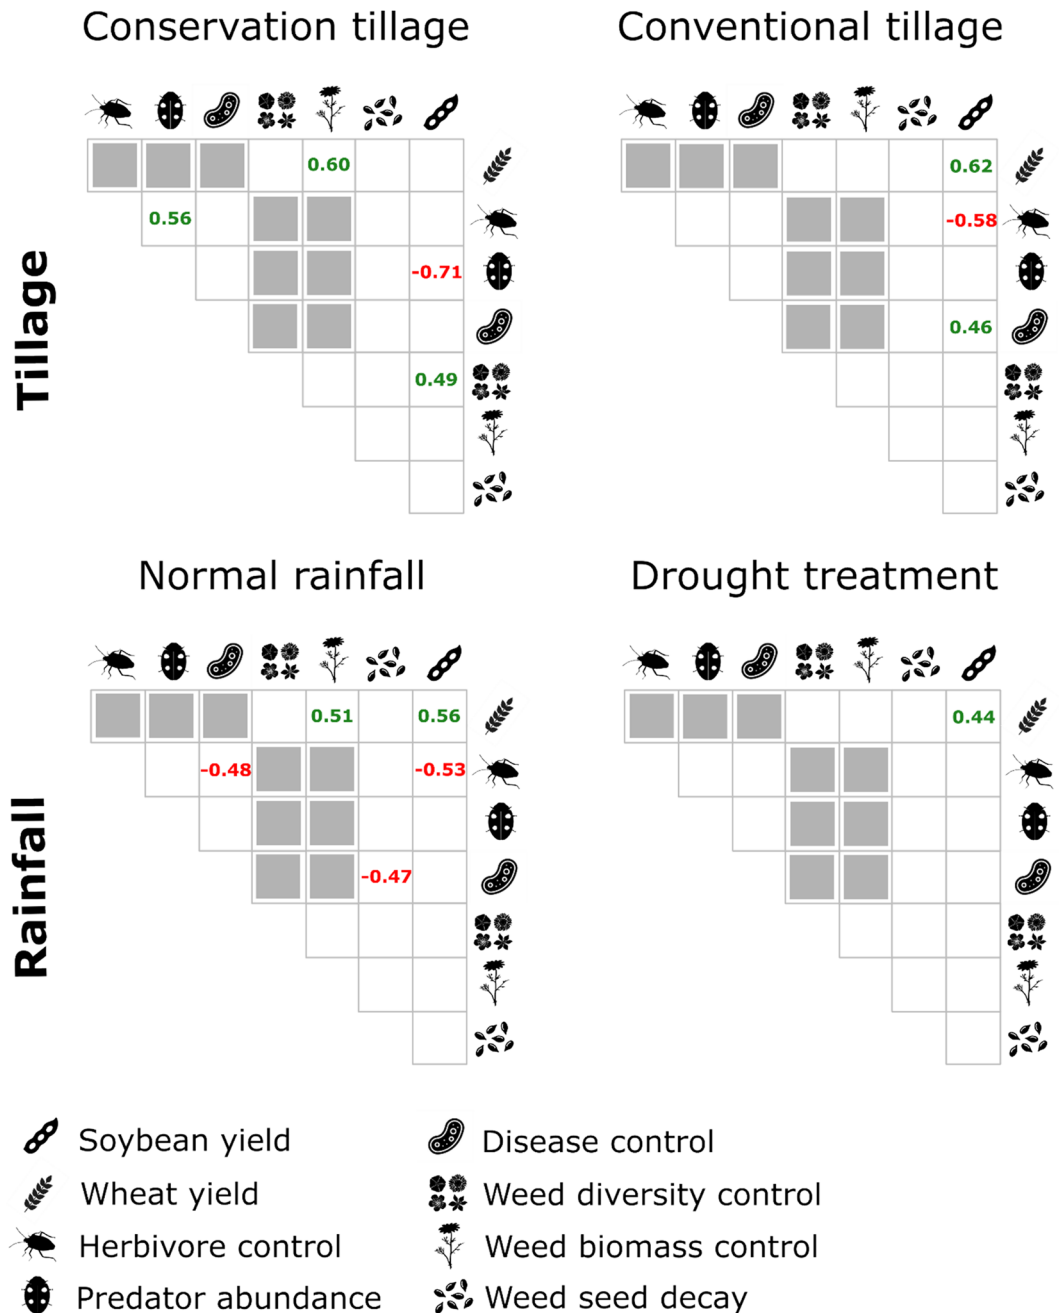 Conservation tillage
Conventional tillage
Tillage
0.60
0.56
-0.71
0.49
0.62
-0.58
0.46
Normal rainfall
Drought treatment
Rainfall
0.51 0.56
-0.48 -0.53
-0.47
0.44
Soybean yield
Wheat yield
Herbivore control
Predator abundance
Disease control
Weed diversity control
Weed biomass control
Weed seed decay